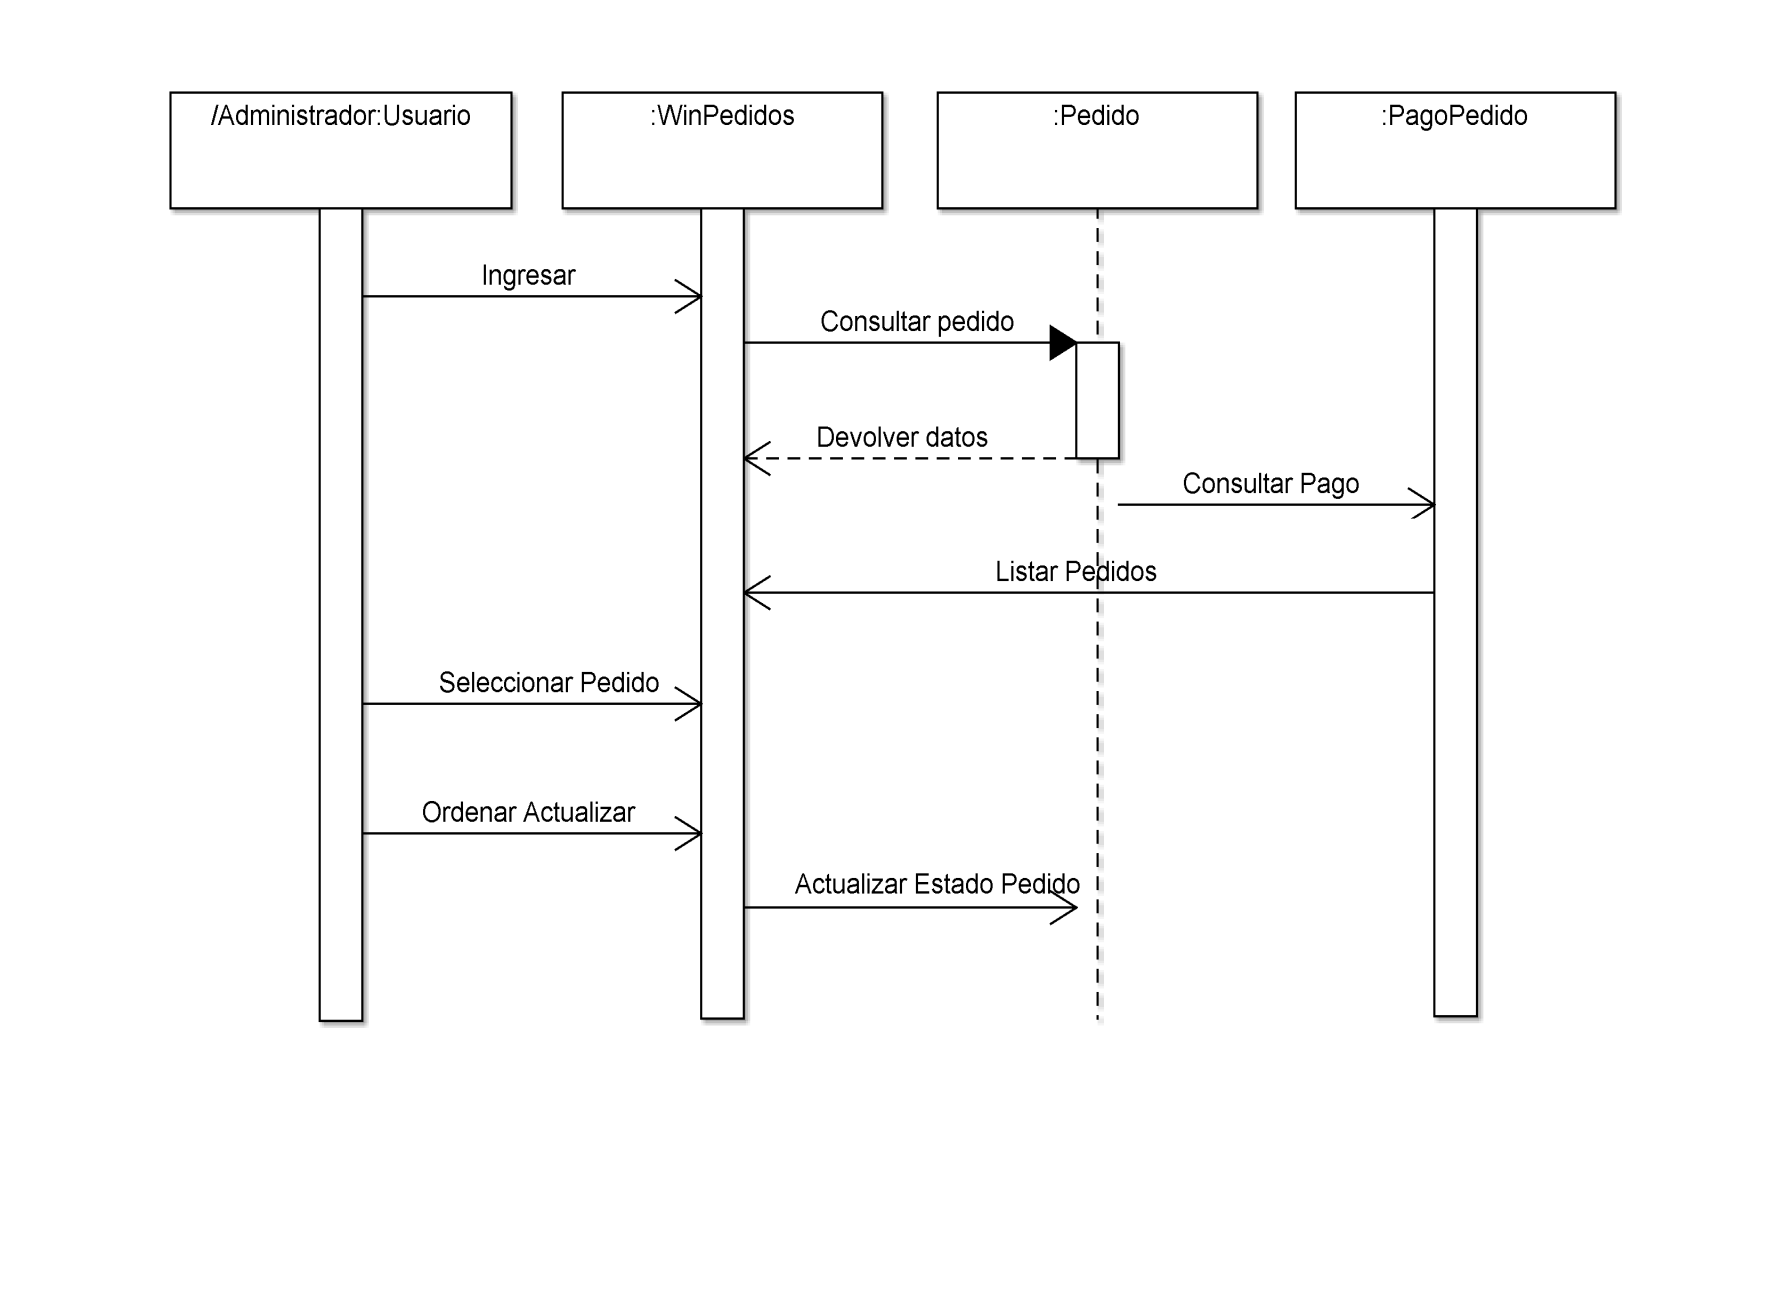 /Administrador:Usuario
:WinPedidos
:Pedido
:PagoPedido
Ingresar
Consultar pedido
Devolver datos
Consultar Pago
Listar Pedidos
Seleccionar Pedido
Ordenar Actualizar
Actualizar Estado Pedido